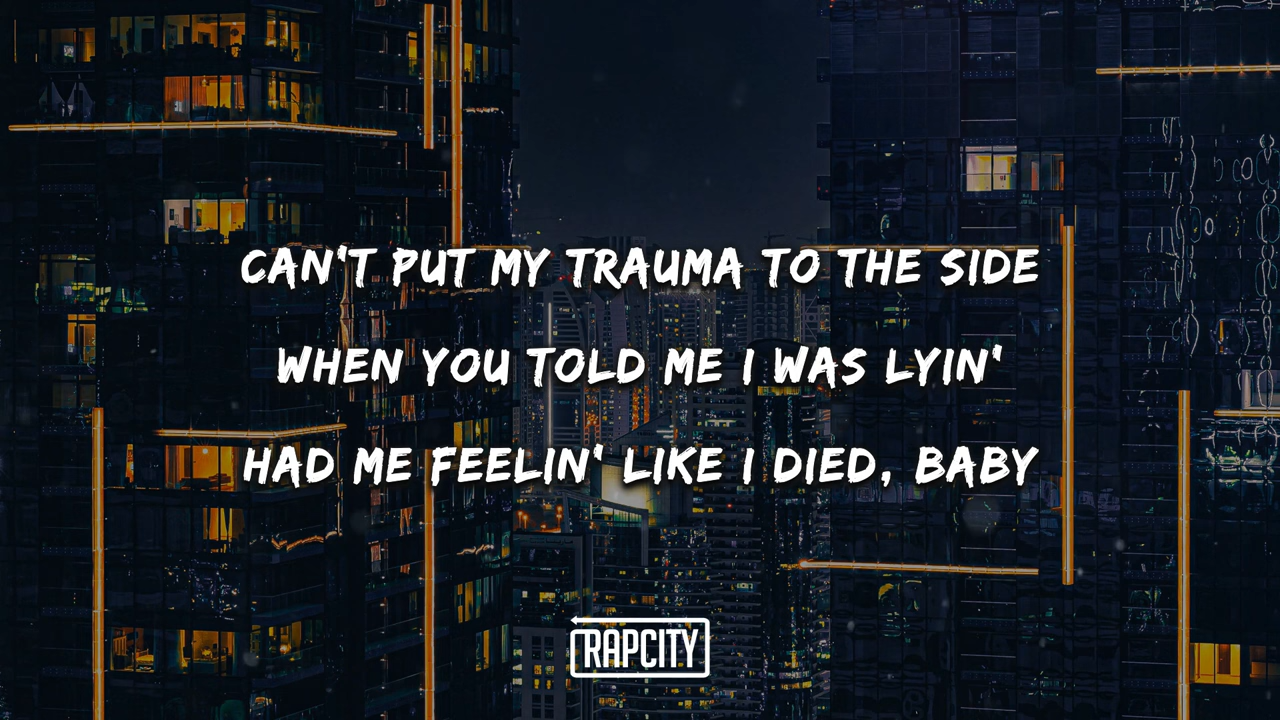 CAN'T PUT MY TRAUMA TO THE SIDE
WHEN YOU TOLD ME I WAS LYIN'
HAD ME FEELIN' LIKE I DIED, BABY
RAPCITY